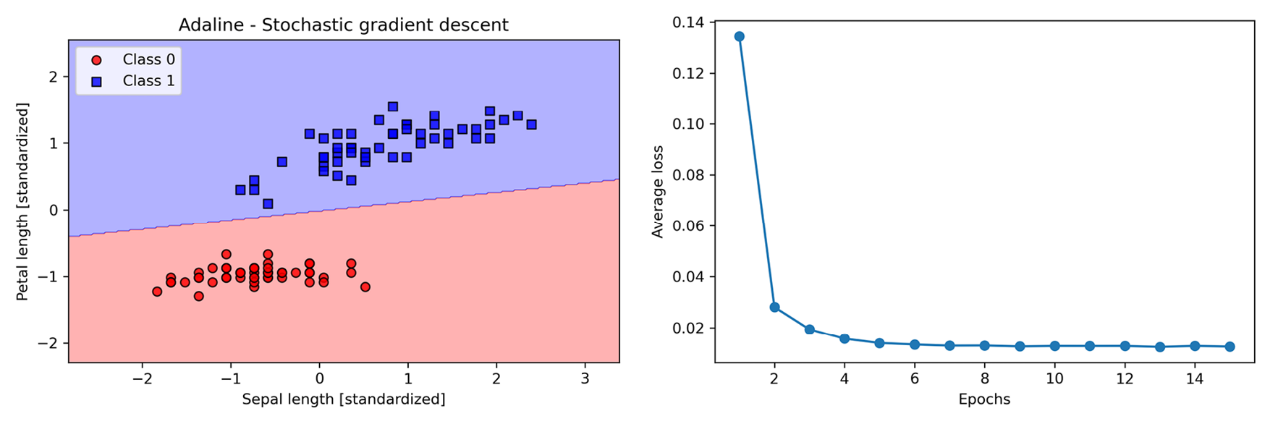 Adaline - Stochastic gradient descent
Class 0
Class 1
Petal length [standardized]
2
1
0
−1
−2
−2 −1 0 1 2 3
Sepal length [standardized]
Average loss
0.14
0.12
0.10
0.08
0.06
0.04
0.02
2 4 6 8 10 12 14
Epochs